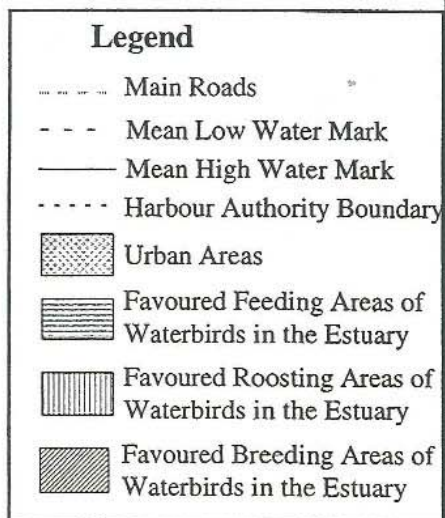 Legend
Main Roads
Mean Low Water Mark
Mean High Water Mark
Harbour Authority Boundary
Urban Areas
Favoured Feeding Areas of
Waterbirds in the Estuary
Favoured Roosting Areas of
Waterbirds in the Estuary
Favoured Breeding Areas of
Waterbirds in the Estuary